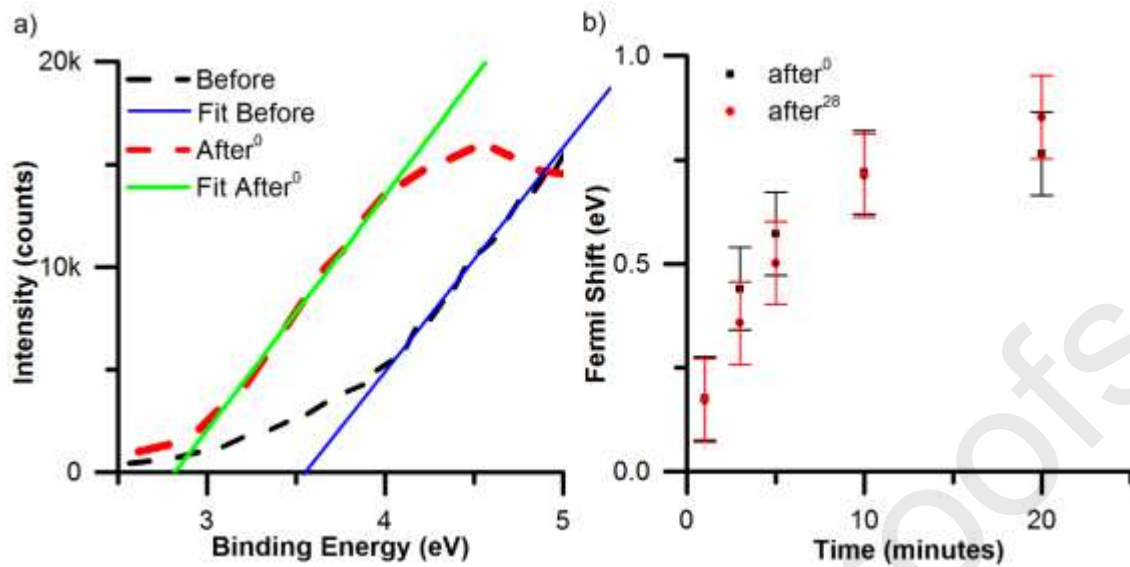 a)
20k
10k
0
Intensity (counts)
Before
Fit Before
After⁰
Fit After⁰
3 4 5
Binding Energy (eV)
b)
1.0
0.5
0.0
Fermi Shift (eV)
after⁰
after²⁸
0 10 20
Time (minutes)
oofs